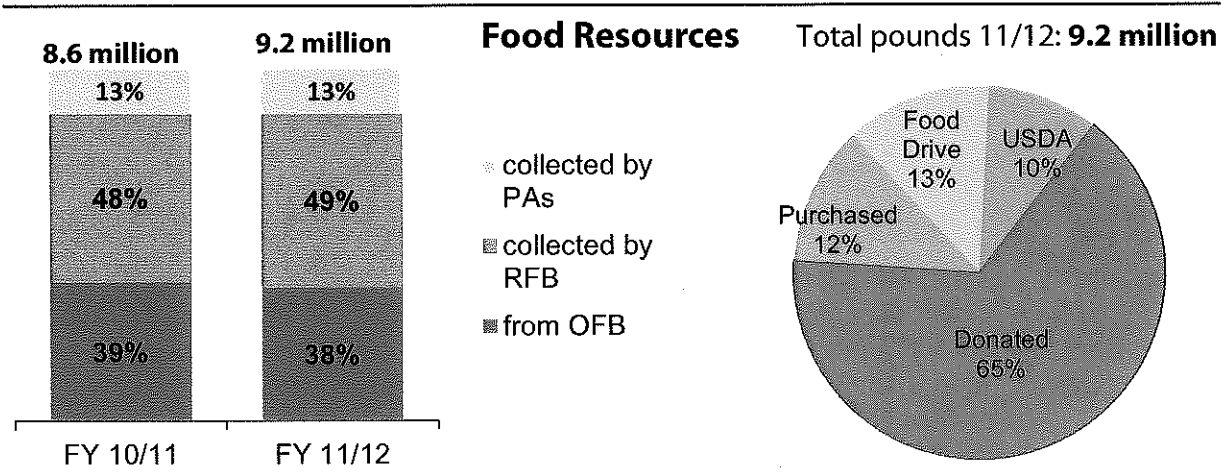 8.6 million
9.2 million
13%
13%
48%
49%
39%
38%
FY 10/11
FY 11/12
Food Resources
collected by
PAs
collected by
RFB
from OFB
Total pounds 11/12: 9.2 million
Food
Drive
13%
USDA
10%
Purchased
12%
Donated
65%